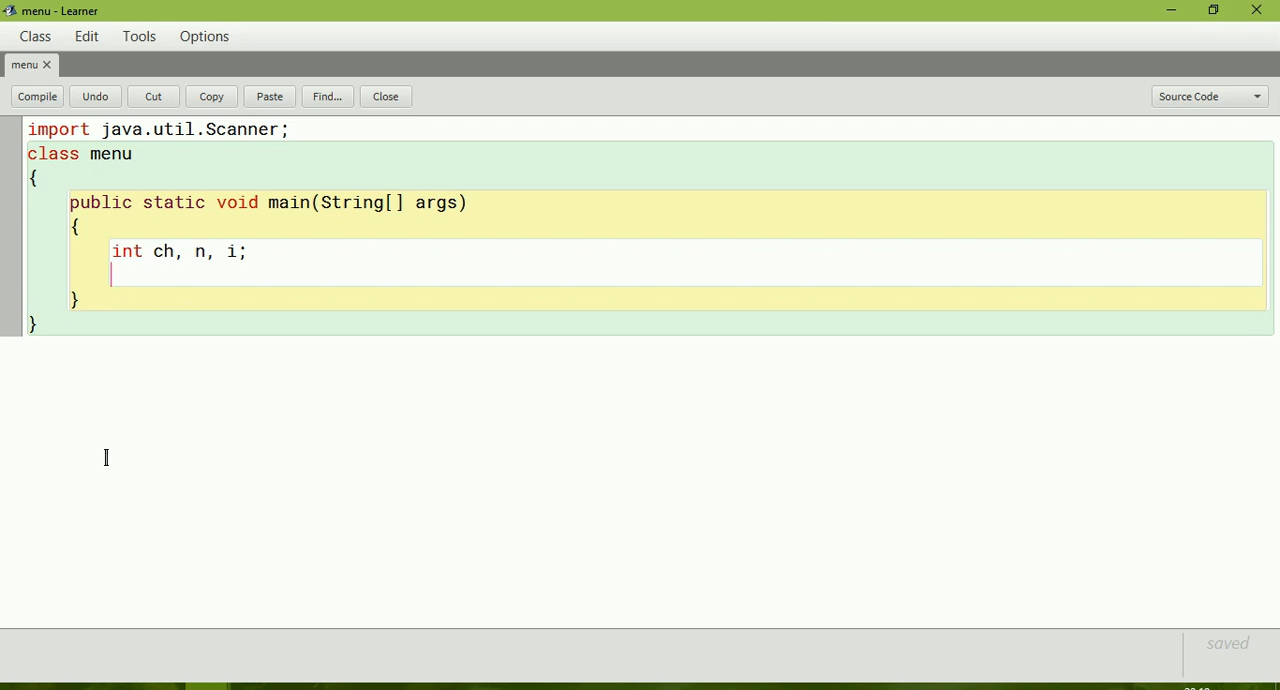 menu - Learner
Class Edit Tools Options
menu
Compile Undo Cut Copy Paste Find... Close Source Code
import java.util.Scanner;
class menu
{
public static void main(String[] args)
{
int ch, n, i;
}
}
saved